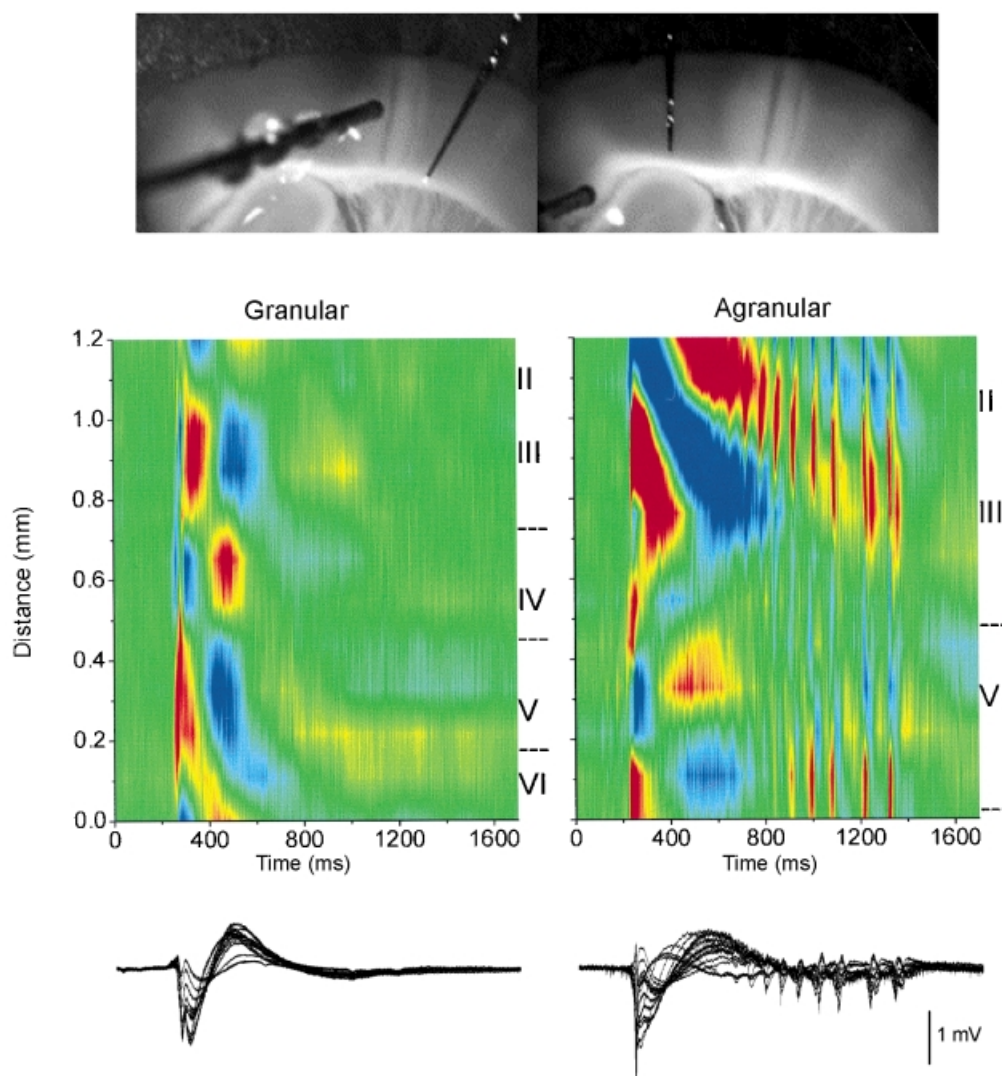 Granular
Agranular
Distance (mm)
1.2
1.0
0.8
0.6
0.4
0.2
0.0
II
III
---
IV
---
V
---
VI
Ii
III
---
V
--
0 400 800 1200 1600
Time (ms)
0 400 800 1200 1600
Time (ms)
1 mV